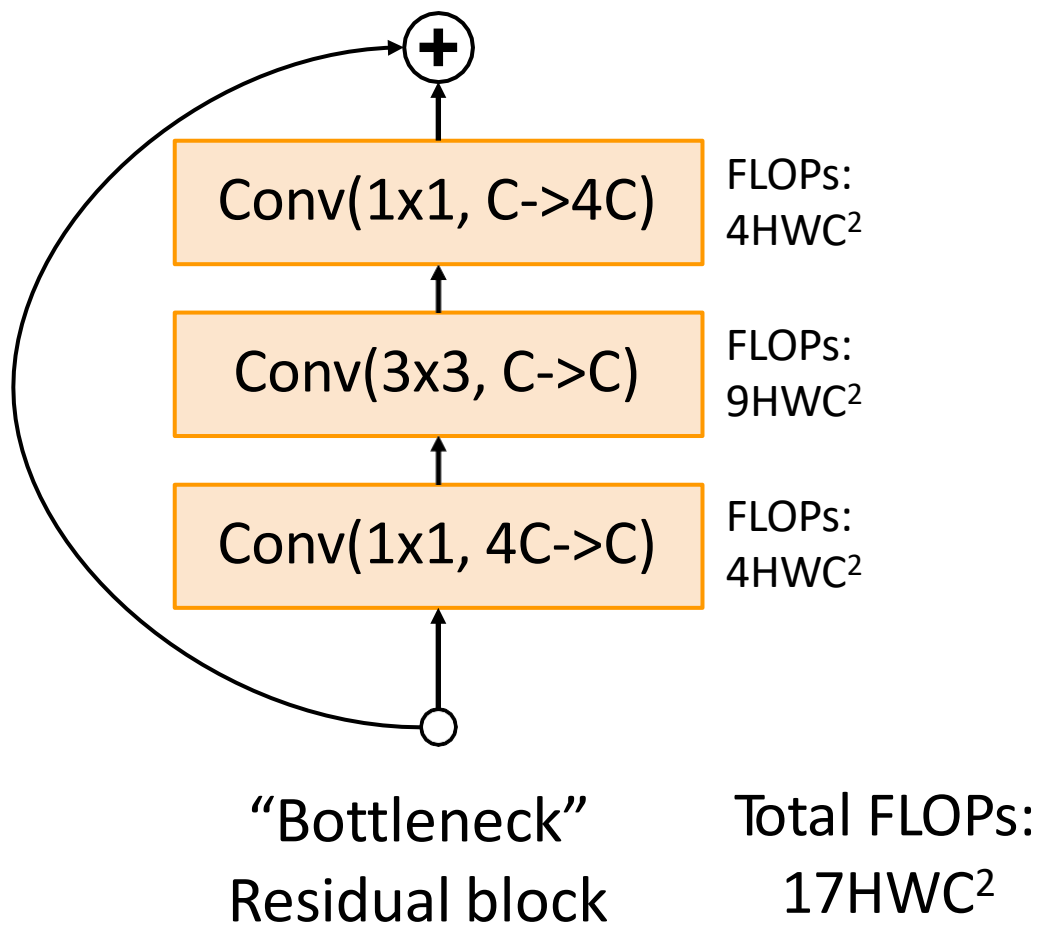 +
Conv(1x1, C->4C)
FLOPs:
4HWC²
Conv(3x3, C->C)
FLOPs:
9HWC²
Conv(1x1, 4C->C)
FLOPs:
4HWC²
“Bottleneck”
Residual block
Total FLOPs:
17HWC²